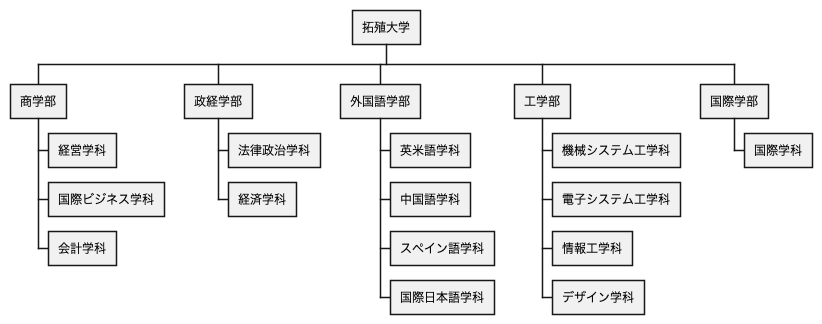 拓殖大学
商学部
経営学科
国際ビジネス学科
会計学科
政経学部
法律政治学科
経済学科
外国語学部
英米語学科
中国語学科
スペイン語学科
国際日本語学科
工学部
機械システム工学科
電子システム工学科
情報工学科
デザイン学科
国際学部
国際学科